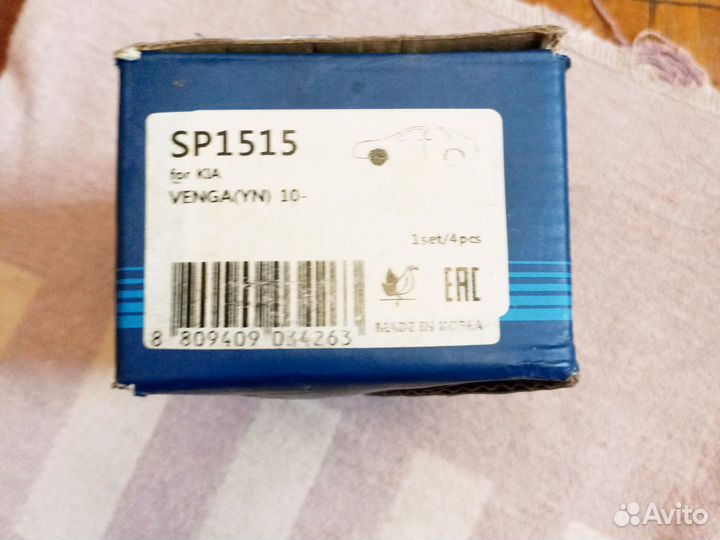 SP1515
for KIA
VENGA(YN) 10-
1set/4pcs
EAC
8 809409 034263
MADE IN KOREA
Avito